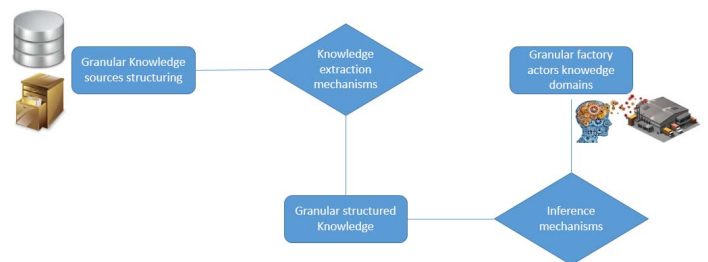 Granular Knowledge
sources structuring
Knowledge
extraction
mechanisms
Granular factory
actors knowedge
domains
Granular structured
Knowledge
Inference
mechanisms